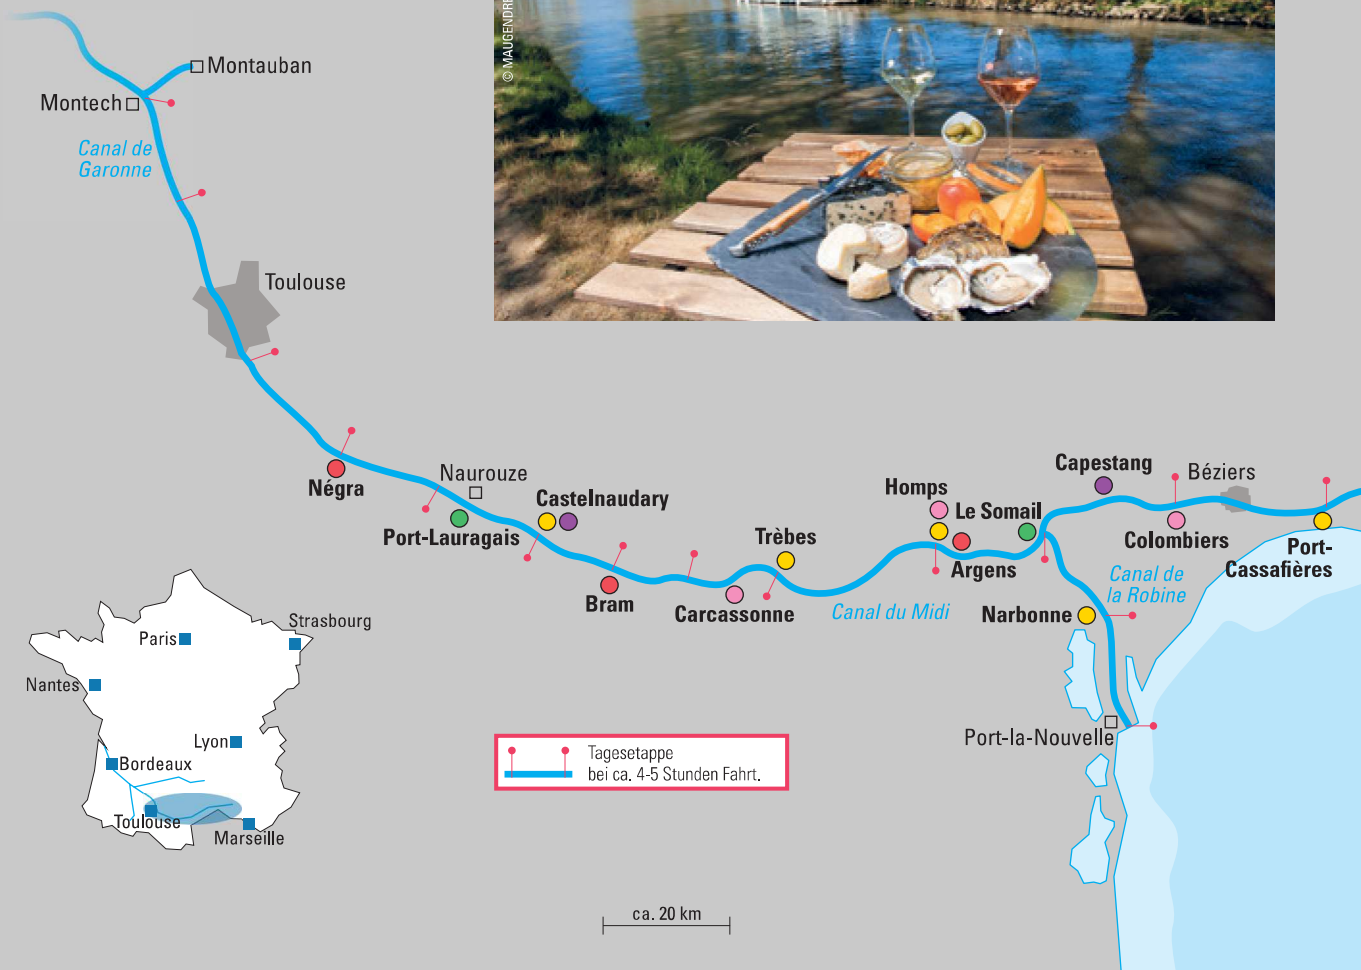 © MAUGENDRE
Montauban
Montech
Canal de
Garonne
Toulouse
Négra
Naurouze
Port-Lauragais
Castelnaudary
Bram
Carcassonne
Trèbes
Canal du Midi
Homps
Argens
Le Somail
Capestang
Béziers
Colombiers
Port-
Cassafières
Canal de
la Robine
Narbonne
Port-la-Nouvelle
Paris
Strasbourg
Nantes
Lyon
Bordeaux
Toulouse
Marseille
Tagesetappe
bei ca. 4-5 Stunden Fahrt.
ca. 20 km